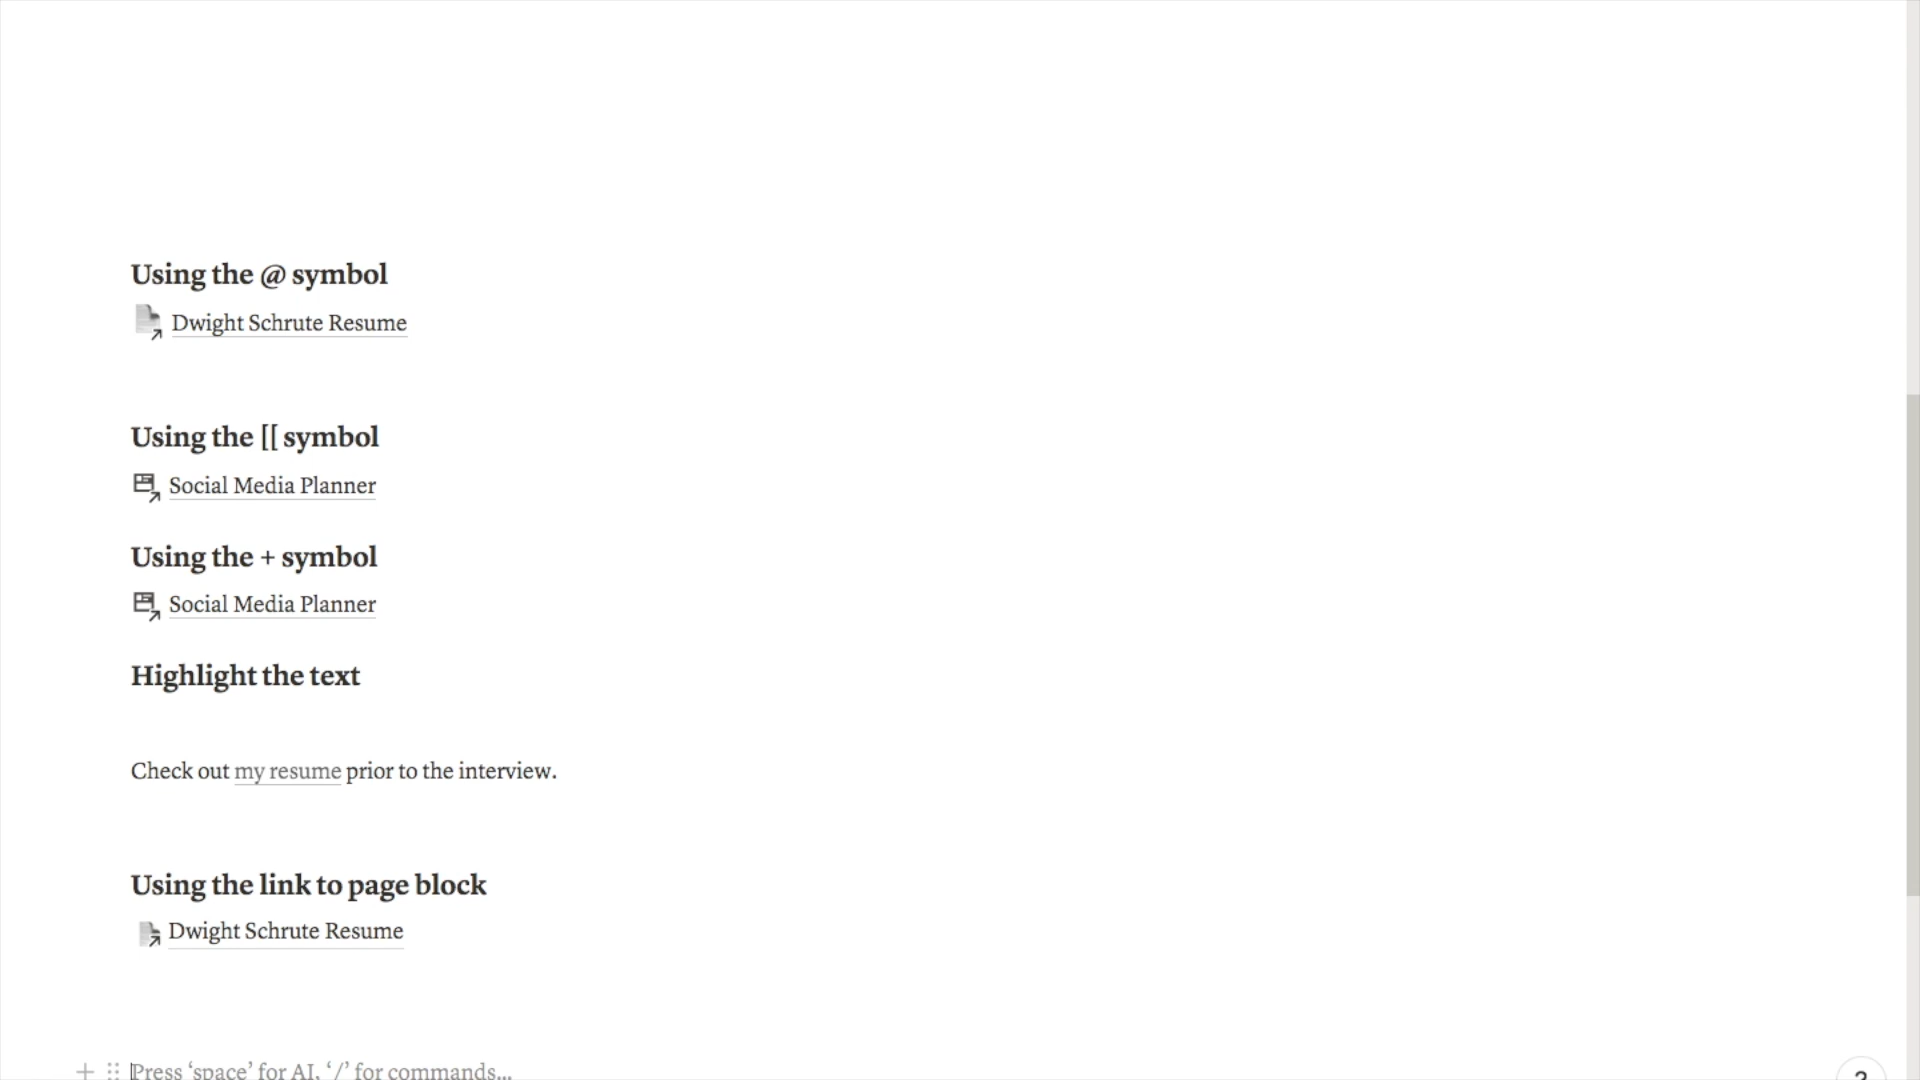 Using the @ symbol
Dwight Schrute Resume
Using the [[ symbol
Social Media Planner
Using the + symbol
Social Media Planner
Highlight the text
Check out my resume prior to the interview.
Using the link to page block
Dwight Schrute Resume
Press ‘space’ for AI, ‘/’ for commands...
?